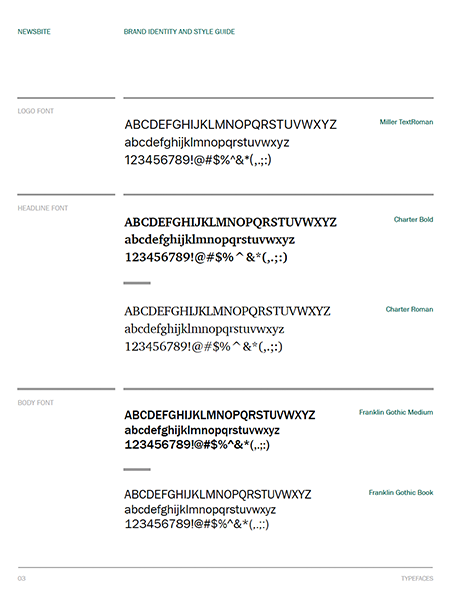 NEWSBITE BRAND IDENTITY AND STYLE GUIDE
LOGO FONT
ABCDEFGHIJKLMNOPQRSTUVWXYZ Miller TextRoman
abcdefghijklmnopqrstuvwxyz
123456789!@#$%^&*(,.;:)
HEADLINE FONT
ABCDEFGHIJKLMNOPQRSTUVWXYZ Charter Bold
abcdefghijklmnopqrstuvwxyz
123456789!@#$%^&*(,.;:)
ABCDEFGHIJKLMNOPQRSTUVWXYZ Charter Roman
abcdefghijklmnopqrstuvwxyz
123456789!@#$%^&*(,.;:)
BODY FONT
ABCDEFGHIJKLMNOPQRSTUVWXYZ Franklin Gothic Medium
abcdefghijklmnopqrstuvwxyz
123456789!@#$%^&*(,.;:)
ABCDEFGHIJKLMNOPQRSTUVWXYZ Franklin Gothic Book
abcdefghijklmnopqrstuvwxyz
123456789!@#$%^&*(,.;:)
03 TYPEFACES